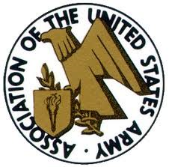 ASSOCIATION OF THE UNITED STATES ARMY •